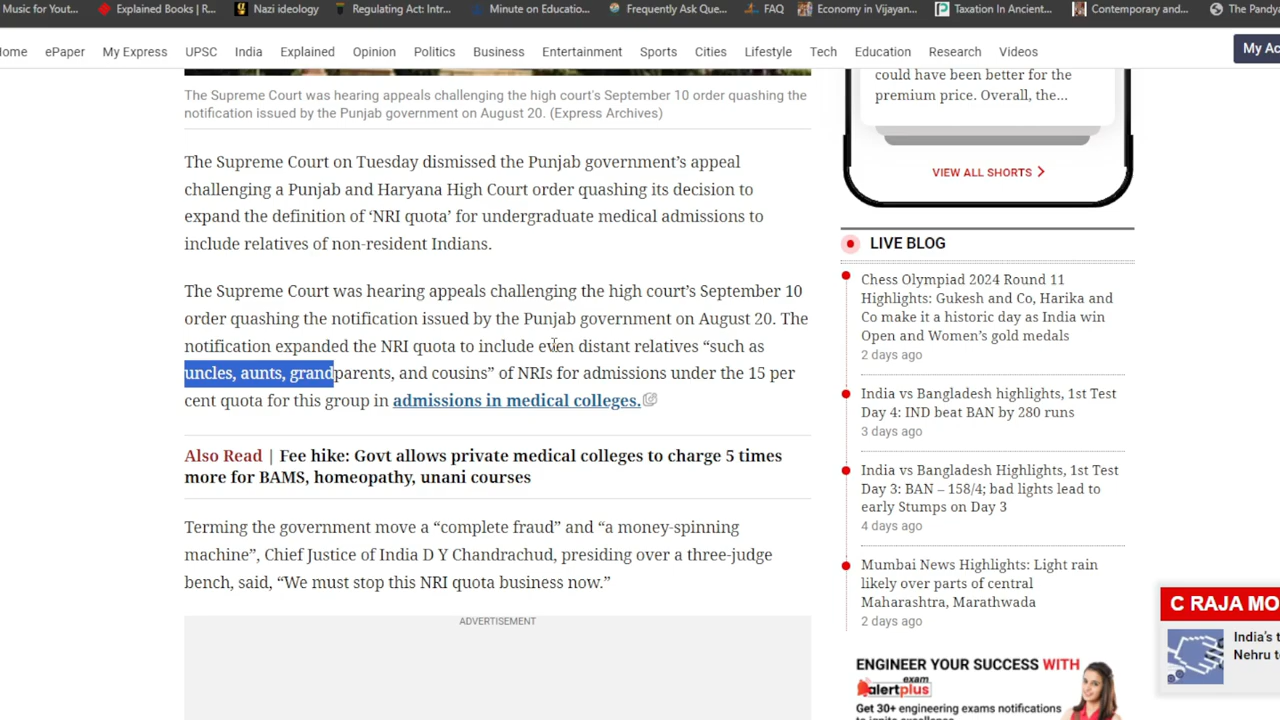 Music for Yout...
Explained Books | R...
Nazi ideology
Regulating Act: Intr...
Minute on Educatio...
Frequently Ask Que...
FAQ
Economy in Vijayan...
Taxation In Ancient...
Contemporary and...
The Pandya
ePaper
My Express
UPSC
India
Explained
Opinion
Politics
Business
Entertainment
Sports
Cities
Lifestyle
Tech
Education
Research
Videos
My Ac
The Supreme Court was hearing appeals challenging the high court's September 10
notification issued by the Punjab government on August 20. (Express Archives)
The Supreme Court on Tuesday dismissed the Punjab government's appeal
challenging a Punjab and Haryana High Court order quashing its decision to
expand the definition of 'NRI quota' for undergraduate medical admissions to
include relatives of non-resident Indians.
The Supreme Court was hearing appeals challenging the high court's September 10
order quashing the notification issued by the Punjab government on August 20. The
notification expanded the NRI quota to include even distant relatives “such as
uncles, aunts, grandparents, and cousins” of NRIs for admissions under the 15 per
cent quota for this group in admissions in medical colleges.
Also Read | Fee hike: Govt allows private medical colleges to charge 5 times
more for BAMS, homeopathy, unani courses
Terming the government move a “complete fraud” and “a money-spinning
machine”, Chief Justice of India D Y Chandrachud, presiding over a three-judge
bench, said, “We must stop this NRI quota business now.”
ADVERTISEMENT
could have been better for the
premium price. Overall, the...
VIEW ALL SHORTS
LIVE BLOG
Chess Olympiad 2024 Round 11
Highlights: Gukesh and Co, Harika and
Co make it a historic day as India win
Open and Women's gold medals
2 days ago
India vs Bangladesh highlights, 1st Test
Day 4: IND beat BAN by 280 runs
3 days ago
India vs Bangladesh Highlights, 1st Test
Day 3: BAN – 158/4; bad lights lead to
early Stumps on Day 3
4 days ago
Mumbai News Highlights: Light rain
likely over parts of central
Maharashtra, Marathwada
2 days ago
C RAJA MO
India's t
Nehru t
ENGINEER YOUR SUCCESS WITH
exam
alertplus
Get 30+ engineering exams notifications